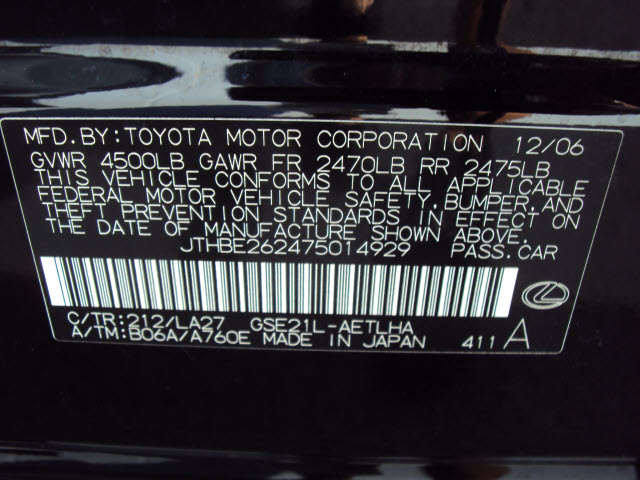 MFD.BY:TOYOTA MOTOR CORPORATION 12/06
GVWR 4500LB GAWR FR 2470LB RR 2475LB
THIS VEHICLE CONFORMS TO ALL APPLICABLE
FEDERAL MOTOR VEHICLE SAFETY,BUMPER,AND
THEFT PREVENTION STANDARDS IN EFFECT ON
THE DATE OF MANUFACTURE SHOWN ABOVE.
JTHBE262475014929 PASS.CAR
C/TR:212/LA27 GSE21L-AETLHA
A/TM:B06A/A760E MADE IN JAPAN 411 A